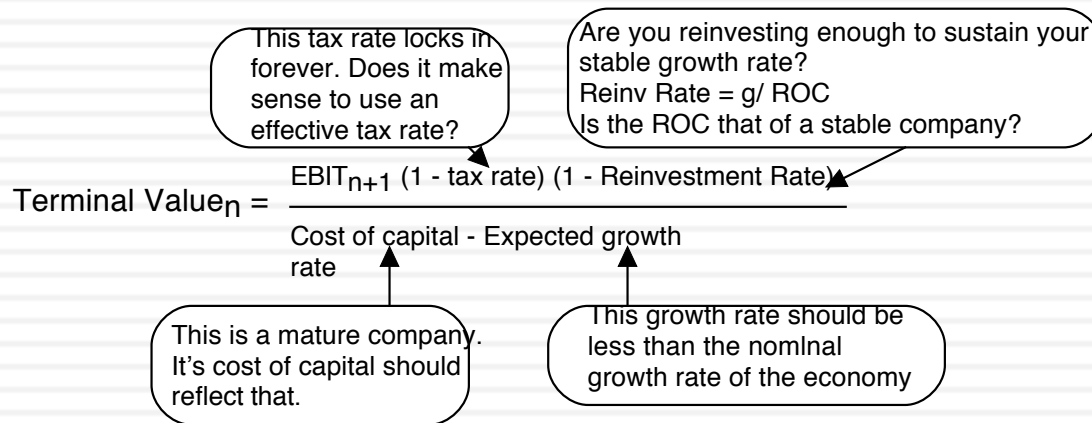 This tax rate locks in
forever. Does it make
sense to use an
effective tax rate?
Are you reinvesting enough to sustain your
stable growth rate?
Reinv Rate = g/ ROC
Is the ROC that of a stable company?
Terminal Valuen =
EBITn+1 (1 - tax rate) (1 - Reinvestment Rate)
Cost of capital - Expected growth
rate
This is a mature company.
It's cost of capital should
reflect that.
This growth rate should be
less than the nomlnal
growth rate of the economy